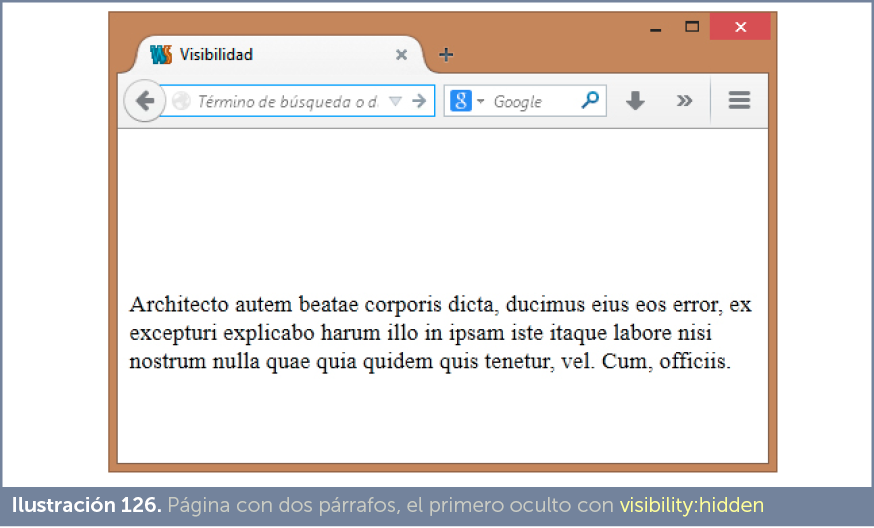 Visibilidad
Término de búsqueda o d
Google
Architecto autem beatae corporis dicta, ducimus eius eos error, ex
excepturi explicabo harum illo in ipsam iste itaque labore nisi
nostrum nulla quae quia quidem quis tenetur, vel. Cum, officiis.
Ilustración 126. Página con dos párrafos, el primero oculto con visibility:hidden